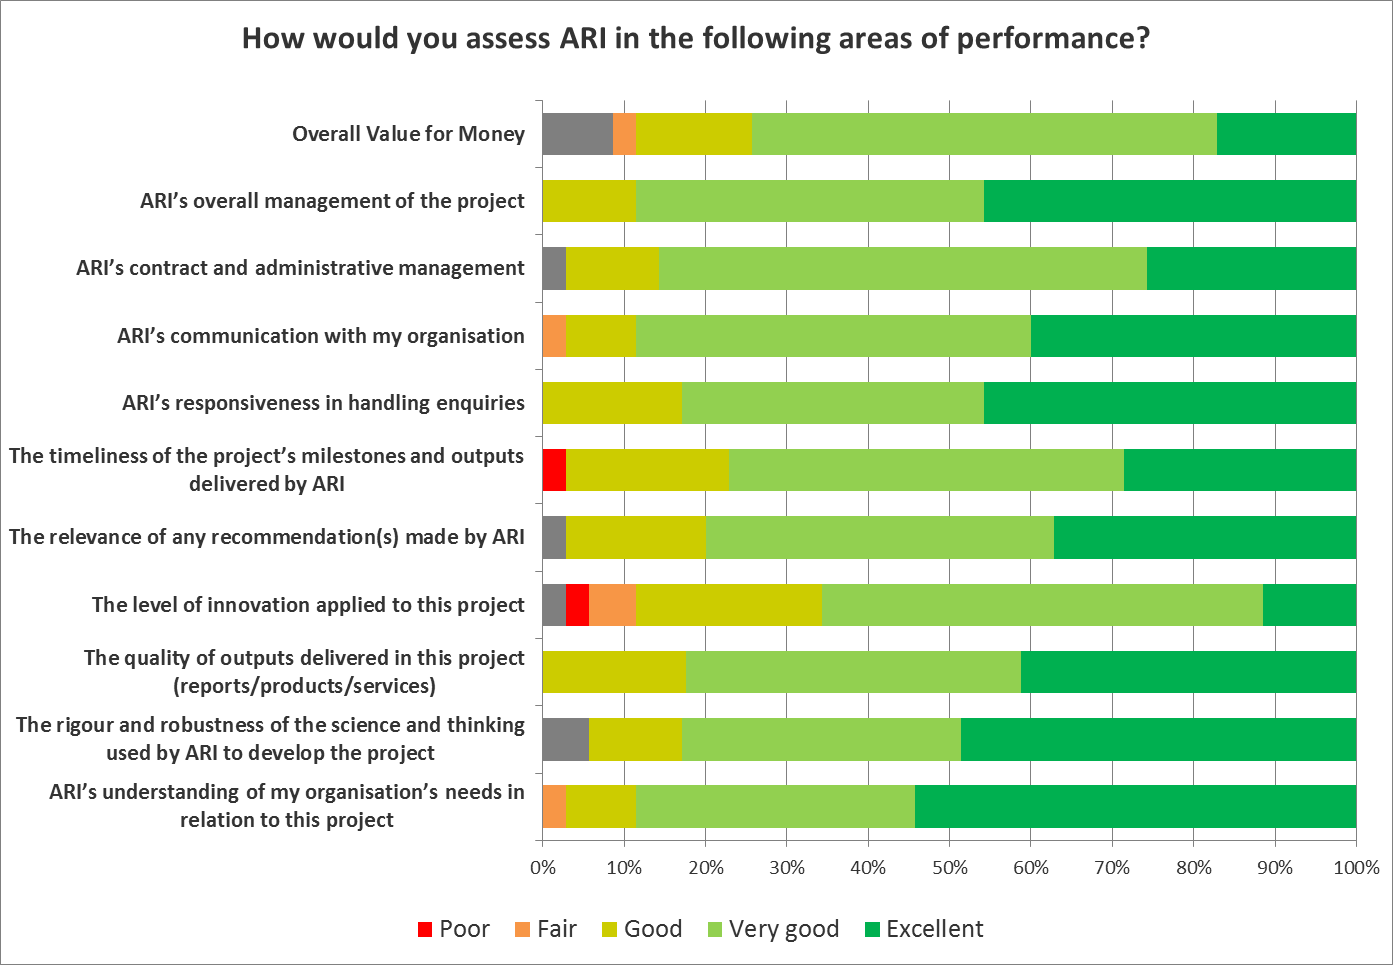 How would you assess ARI in the following areas of performance?
Overall Value for Money
ARI’s overall management of the project
ARI’s contract and administrative management
ARI’s communication with my organisation
ARI’s responsiveness in handling enquiries
The timeliness of the project’s milestones and outputs
delivered by ARI
The relevance of any recommendation(s) made by ARI
The level of innovation applied to this project
The quality of outputs delivered in this project
(reports/products/services)
The rigour and robustness of the science and thinking
used by ARI to develop the project
ARI’s understanding of my organisation’s needs in
relation to this project
0% 10% 20% 30% 40% 50% 60% 70% 80% 90% 100%
Poor Fair Good Very good Excellent